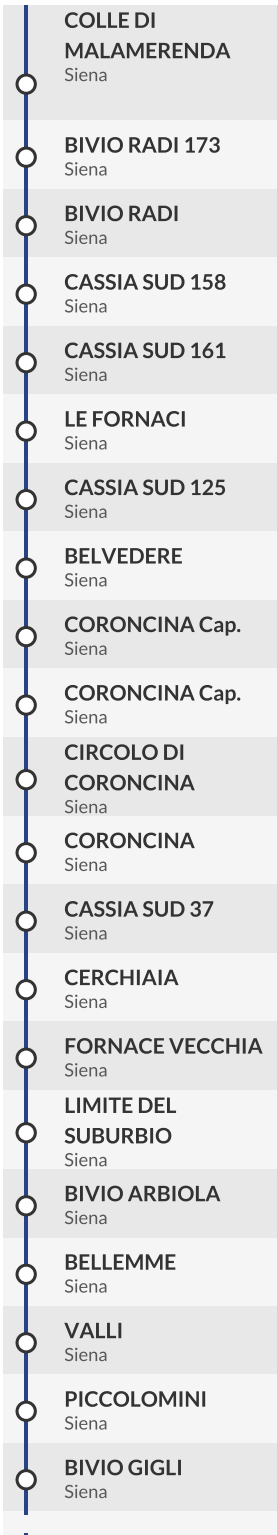 COLLE DI
MALAMERENDA
Siena
BIVIO RADI 173
Siena
BIVIO RADI
Siena
CASSIA SUD 158
Siena
CASSIA SUD 161
Siena
LE FORNACI
Siena
CASSIA SUD 125
Siena
BELVEDERE
Siena
CORONCINA Cap.
Siena
CORONCINA Cap.
Siena
CIRCOLO DI
CORONCINA
Siena
CORONCINA
Siena
CASSIA SUD 37
Siena
CERCHIAIA
Siena
FORNACE VECCHIA
Siena
LIMITE DEL
SUBURBIO
Siena
BIVIO ARBIOLA
Siena
BELLEMME
Siena
VALLI
Siena
PICCOLOMINI
Siena
BIVIO GIGLI
Siena